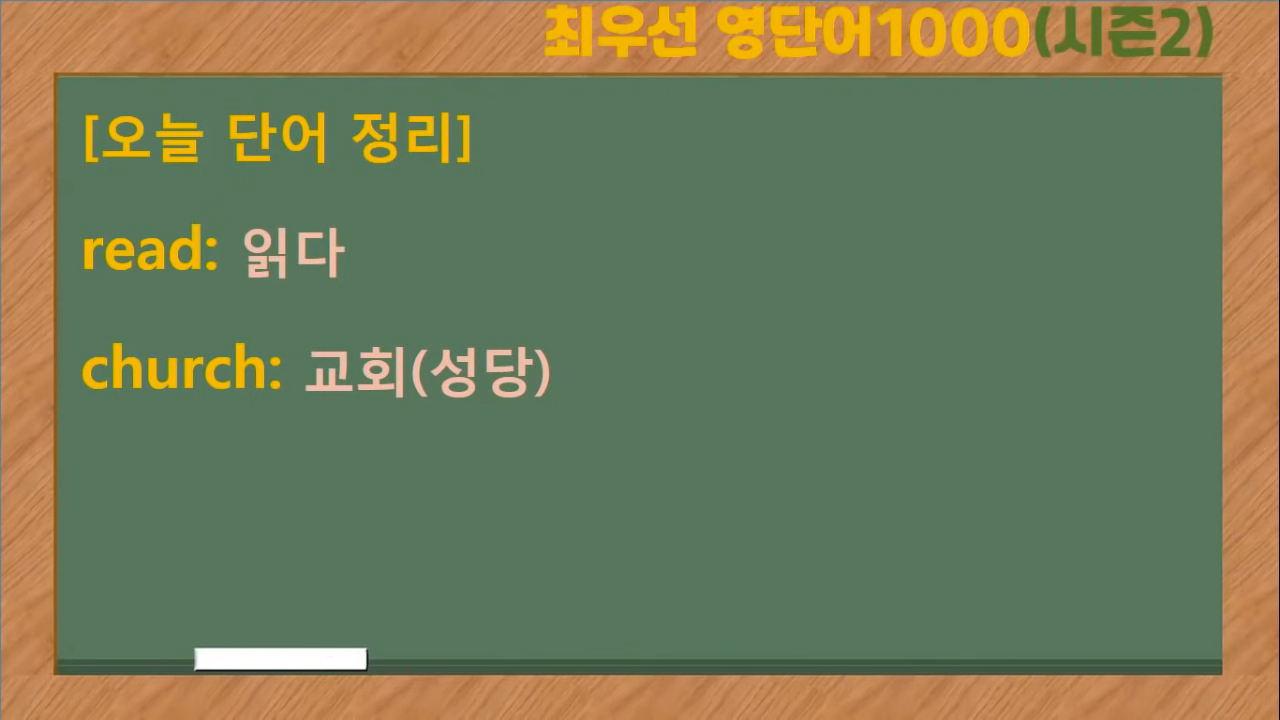 최우선 영단어1000(시즌2)
[오늘 단어 정리]
read: 읽다
church: 교회(성당)